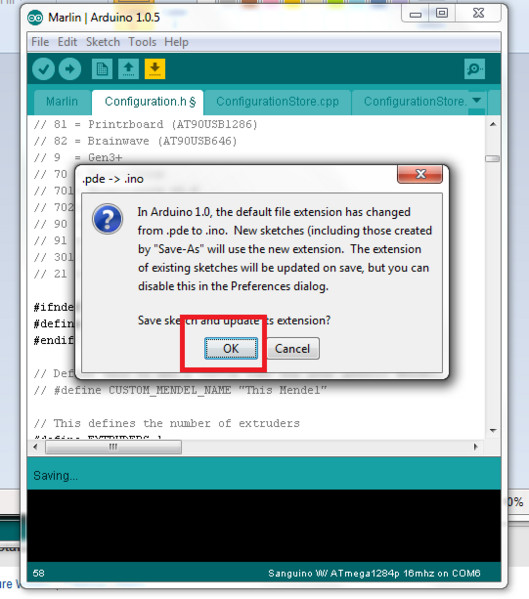 Marlin | Arduino 1.0.5
File Edit Sketch Tools Help
Marlin Configuration.h § ConfigurationStore.cpp ConfigurationStore.
// 81 = Printrboard (AT90USB1286)
// 82 = Brainwave (AT90USB646)
// 9 = Gen3+
// 70
// 701
// 702
// 90
// 91
// 301
// 21
.pde -> .ino
In Arduino 1.0, the default file extension has changed
from .pde to .ino. New sketches (including those created
by "Save-As" will use the new extension. The extension
of existing sketches will be updated on save, but you can
disable this in the Preferences dialog.
Save sketch and update its extension?
OK Cancel
#ifnde
#define
#endif
// #define CUSTOM_MENDEL_NAME "This Mendel"
// This defines the number of extruders
#define EXTRUDERS 1
Saving...
58 Sanguino W/ ATmega1284p 16mhz on COM6
0%